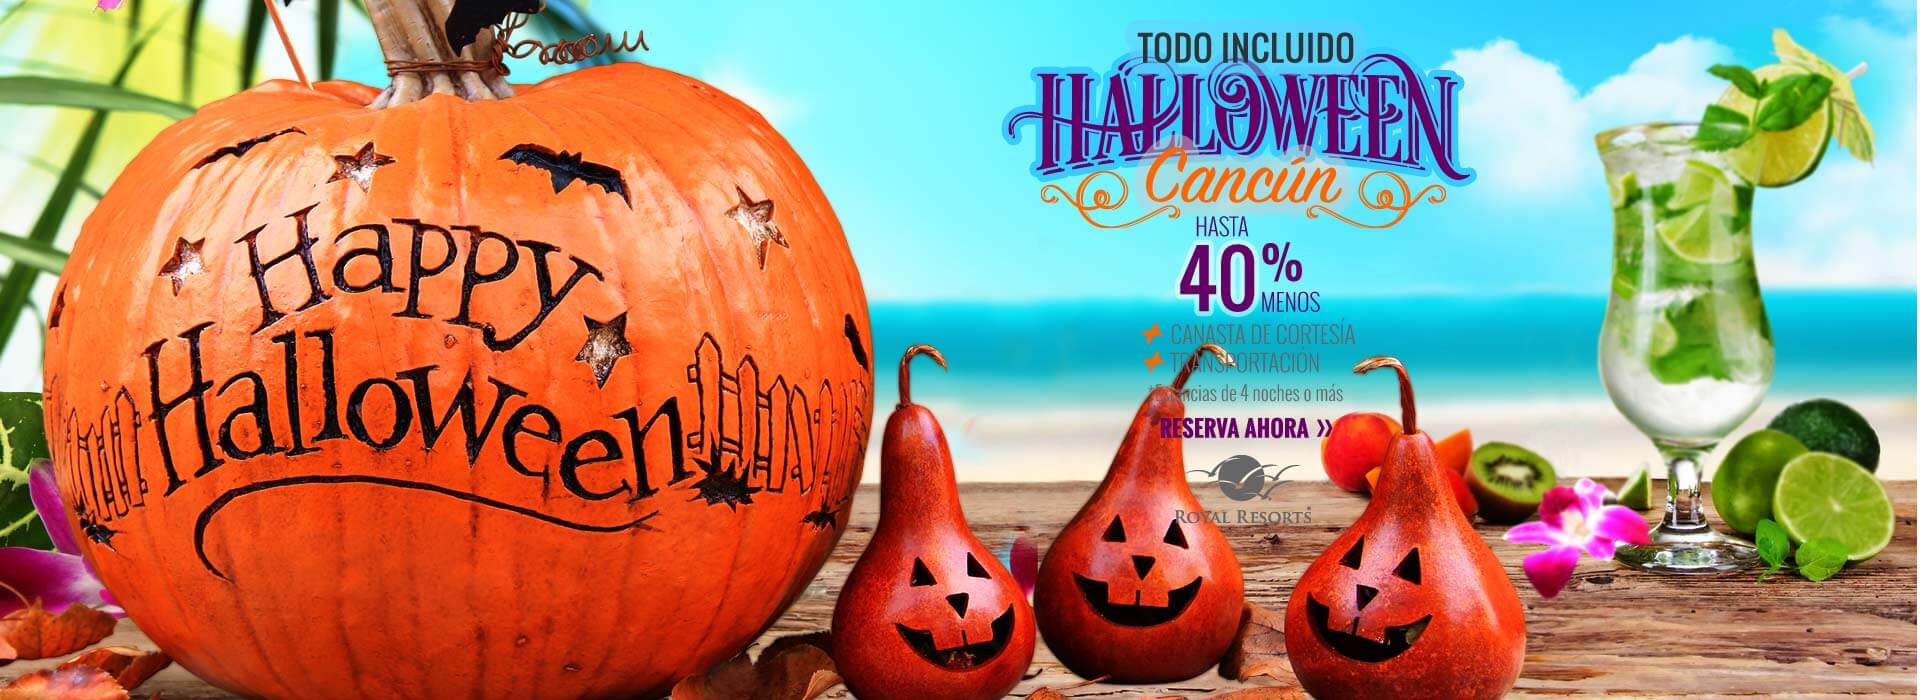 Happy
Halloween
TODO INCLUIDO
HALLOWEEN
Cancún
HASTA
40%
MENOS
+ CANASTA DE CORTESÍA
+ TRANSPORTACIÓN
*Estancias de 4 noches o más
RESERVA AHORA »
ROYAL RESORTS®